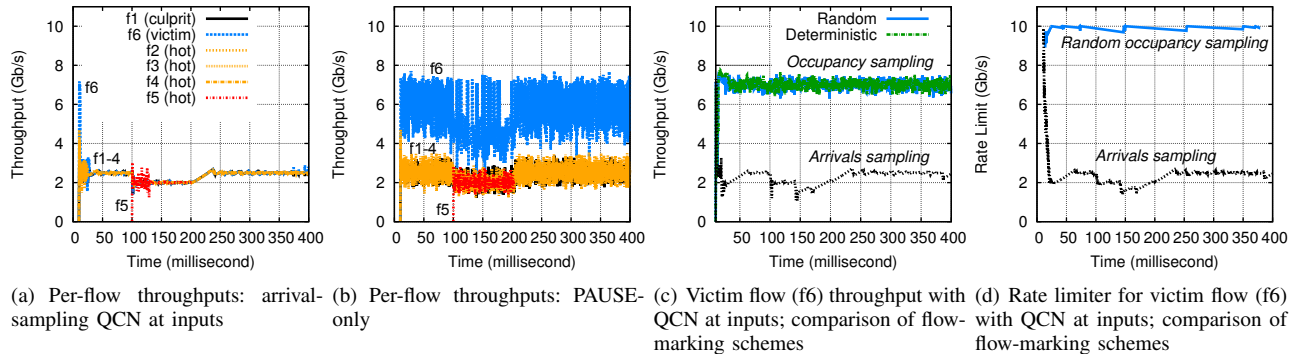 f1 (culprit)
f6 (victim)
f2 (hot)
f3 (hot)
f4 (hot)
f5 (hot)
f6
f1-4
f5
Throughput (Gb/s)
10
8
6
4
2
0
0 50 100 150 200 250 300 350 400
Time (millisecond)
(a) Per-flow throughputs: arrival-
sampling QCN at inputs
f6
f1-4
f5
Throughput (Gb/s)
10
8
6
4
2
0
0 50 100 150 200 250 300 350 400
Time (millisecond)
(b) Per-flow throughputs: PAUSE-
only
Random
Deterministic
Occupancy sampling
Arrivals sampling
Throughput (Gb/s)
10
8
6
4
2
0
50 100 150 200 250 300 350 400
Time (millisecond)
(c) Victim flow (f6) throughput with
QCN at inputs; comparison of flow-
marking schemes
Random occupancy sampling
Arrivals sampling
Rate Limit (Gb/s)
10
8
6
4
2
0
0 50 100 150 200 250 300 350 400
Time (millisecond)
(d) Rate limiter for victim flow (f6)
with QCN at inputs; comparison of
flow-marking schemes